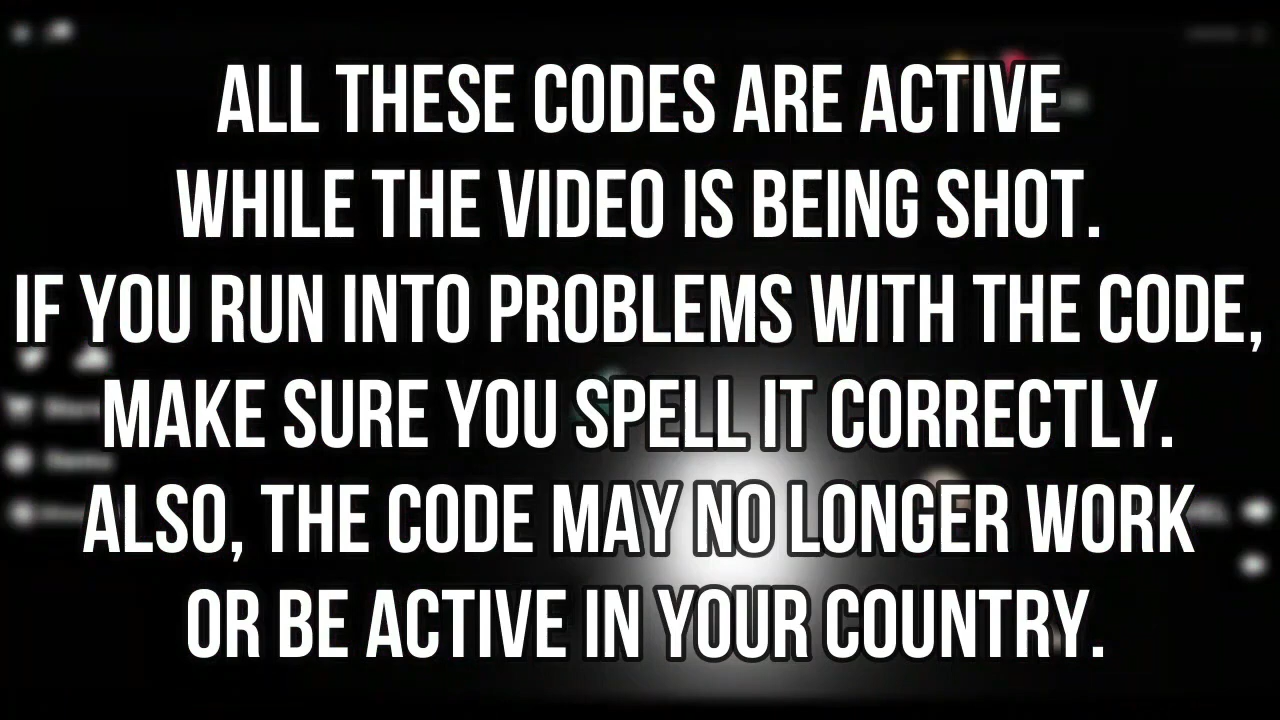 ALL THESE CODES ARE ACTIVE
WHILE THE VIDEO IS BEING SHOT.
IF YOU RUN INTO PROBLEMS WITH THE CODE,
MAKE SURE YOU SPELL IT CORRECTLY.
ALSO, THE CODE MAY NO LONGER WORK
OR BE ACTIVE IN YOUR COUNTRY.